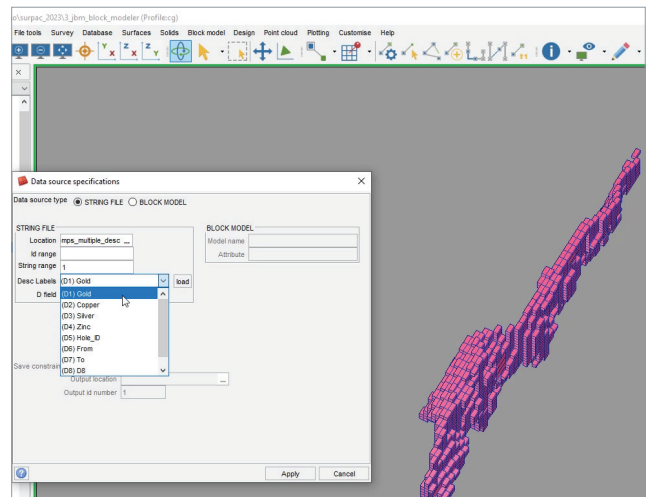 o\surpac_2023\3_jbm_block_modeler (Profile:cg)
File tools Survey Database Surfaces Solids Block model Design Point cloud Plotting Customise Help
Data source specifications
Data source type STRING FILE BLOCK MODEL
STRING FILE
Location mps_multiple_desc ...
Id range
String range 1
Desc Labels (D1) Gold load
D field (D1) Gold
(D2) Copper
(D3) Silver
(D4) Zinc
(D5) Hole_ID
(D6) From
(D7) To
(D8) D8
BLOCK MODEL
Model name
Attribute
Save constrain
Output location ...
Output id number 1
Apply Cancel